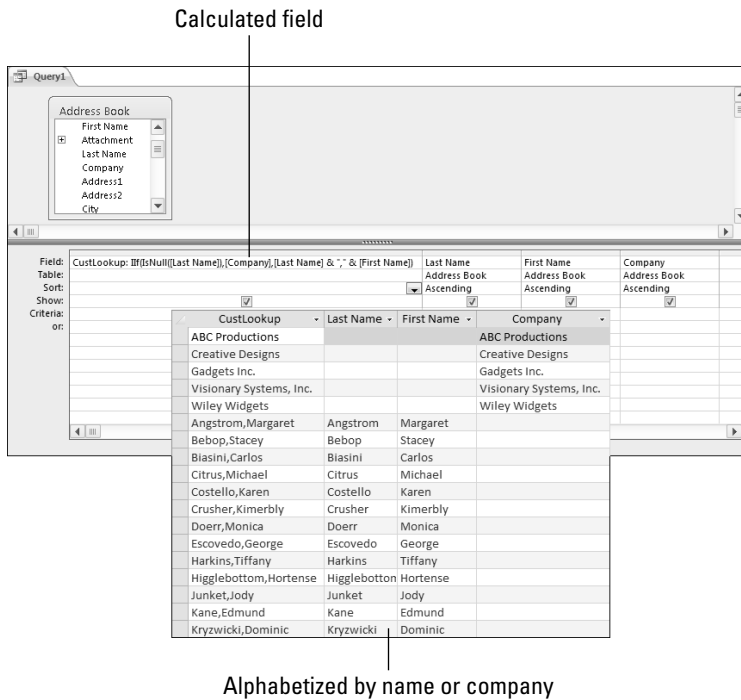 Calculated field
Query1
Address Book
First Name
Attachment
Last Name
Company
Address1
Address2
City
Field: CustLookup: IIf(IsNull([Last Name]),[Company],[Last Name] & "," & [First Name]) Last Name First Name Company
Table: Address Book Address Book Address Book
Sort: Ascending Ascending Ascending
Show:
Criteria:
or:
CustLookup Last Name First Name Company
ABC Productions ABC Productions
Creative Designs Creative Designs
Gadgets Inc. Gadgets Inc.
Visionary Systems, Inc. Visionary Systems, Inc.
Wiley Widgets Wiley Widgets
Angstrom,Margaret Angstrom Margaret
Bebop,Stacey Bebop Stacey
Biasini,Carlos Biasini Carlos
Citrus,Michael Citrus Michael
Costello,Karen Costello Karen
Crusher,Kimerbly Crusher Kimerbly
Doerr,Monica Doerr Monica
Escovedo,George Escovedo George
Harkins,Tiffany Harkins Tiffany
Higglebottom,Hortense Higglebotton Hortense
Junket,Jody Junket Jody
Kane,Edmund Kane Edmund
Kryzwicki,Dominic Kryzwicki Dominic
Alphabetized by name or company